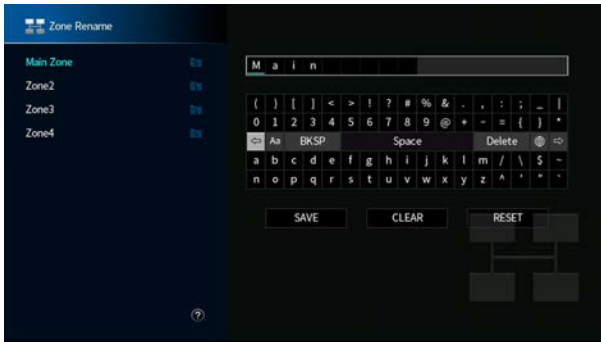 Zone Rename
Main Zone
Zone2
Zone3
Zone4
?
M a i n
( ) [ ] < > ! ? # % & . , : ; _ |
0 1 2 3 4 5 6 7 8 9 @ + - = { } *
Aa BKSP Space Delete
a b c d e f g h i j k l m / \ $ ~
n o p q r s t u v w x y z ^ ' " `
SAVE CLEAR RESET